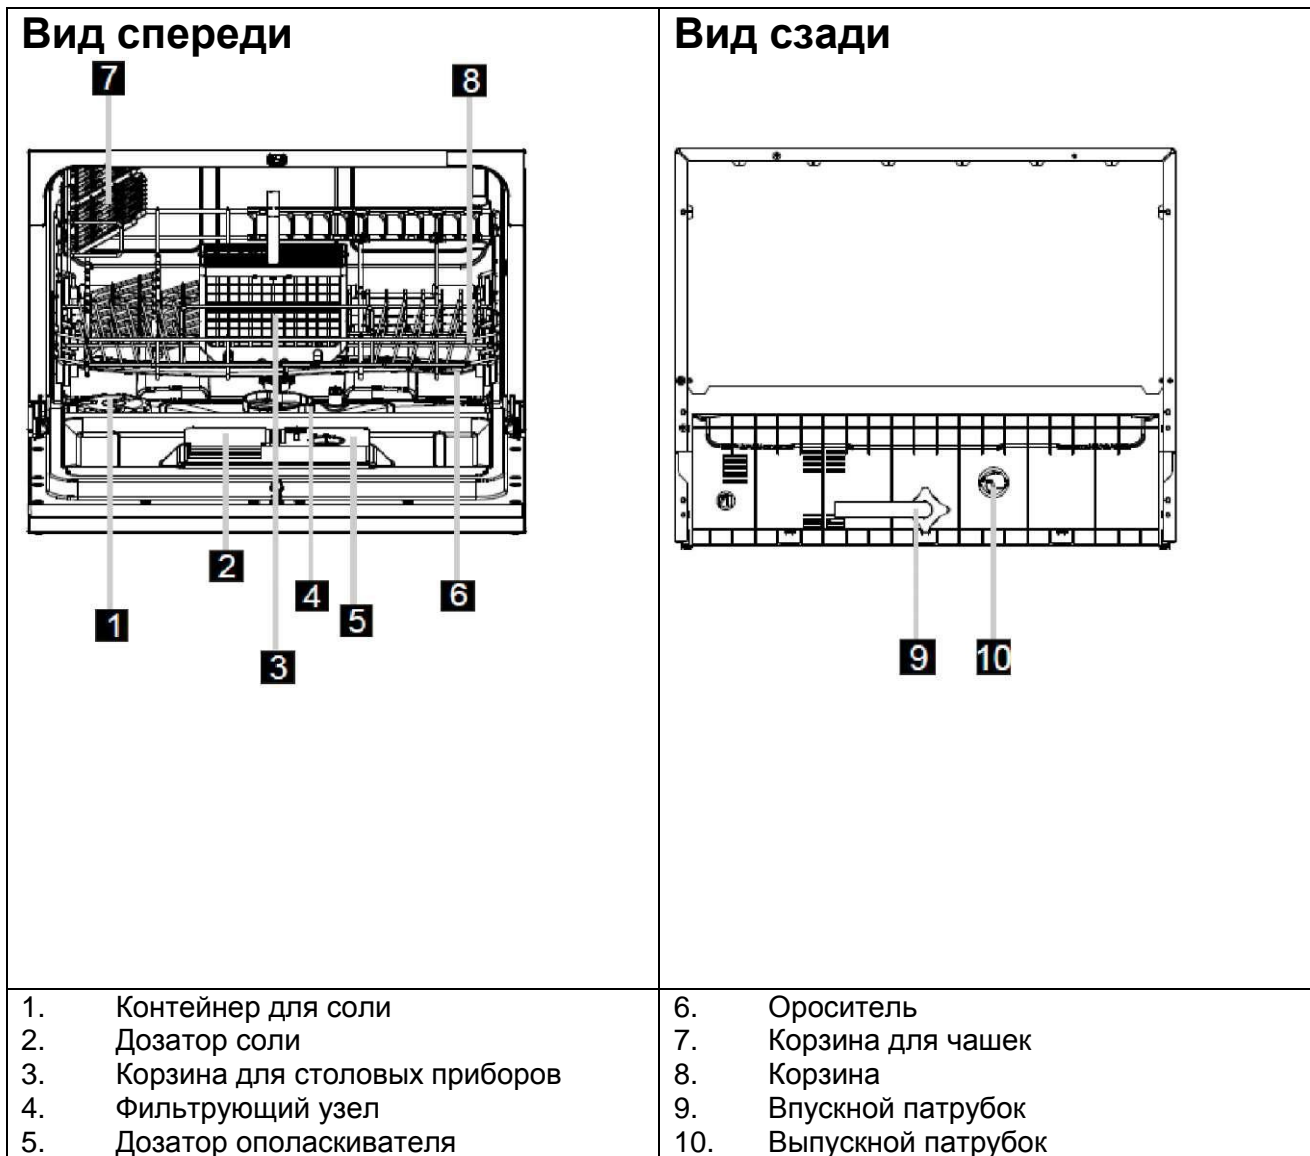 Вид спереди
Вид сзади
7
8
2
4
6
5
1
3
9
10
1. Контейнер для соли
2. Дозатор соли
3. Корзина для столовых приборов
4. Фильтрующий узел
5. Дозатор ополаскивателя
6. Ороситель
7. Корзина для чашек
8. Корзина
9. Впускной патрубок
10. Выпускной патрубок